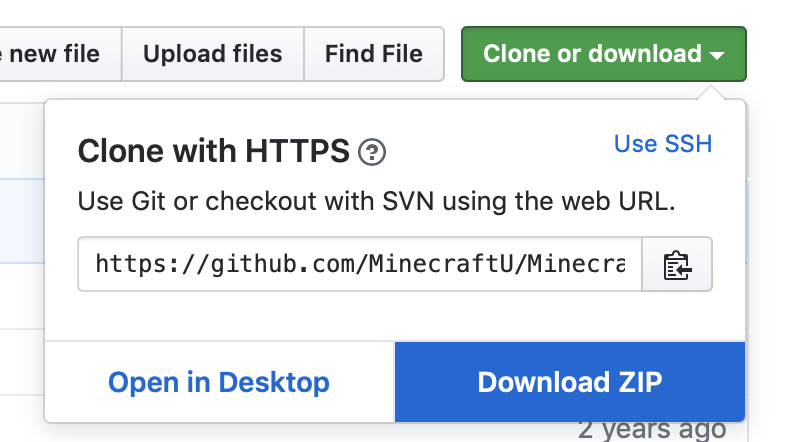 new file
Upload files
Find File
Clone or download
Clone with HTTPS
Use SSH
Use Git or checkout with SVN using the web URL.
https://github.com/MinecraftU/Minecra
Open in Desktop
Download ZIP
2 years ago